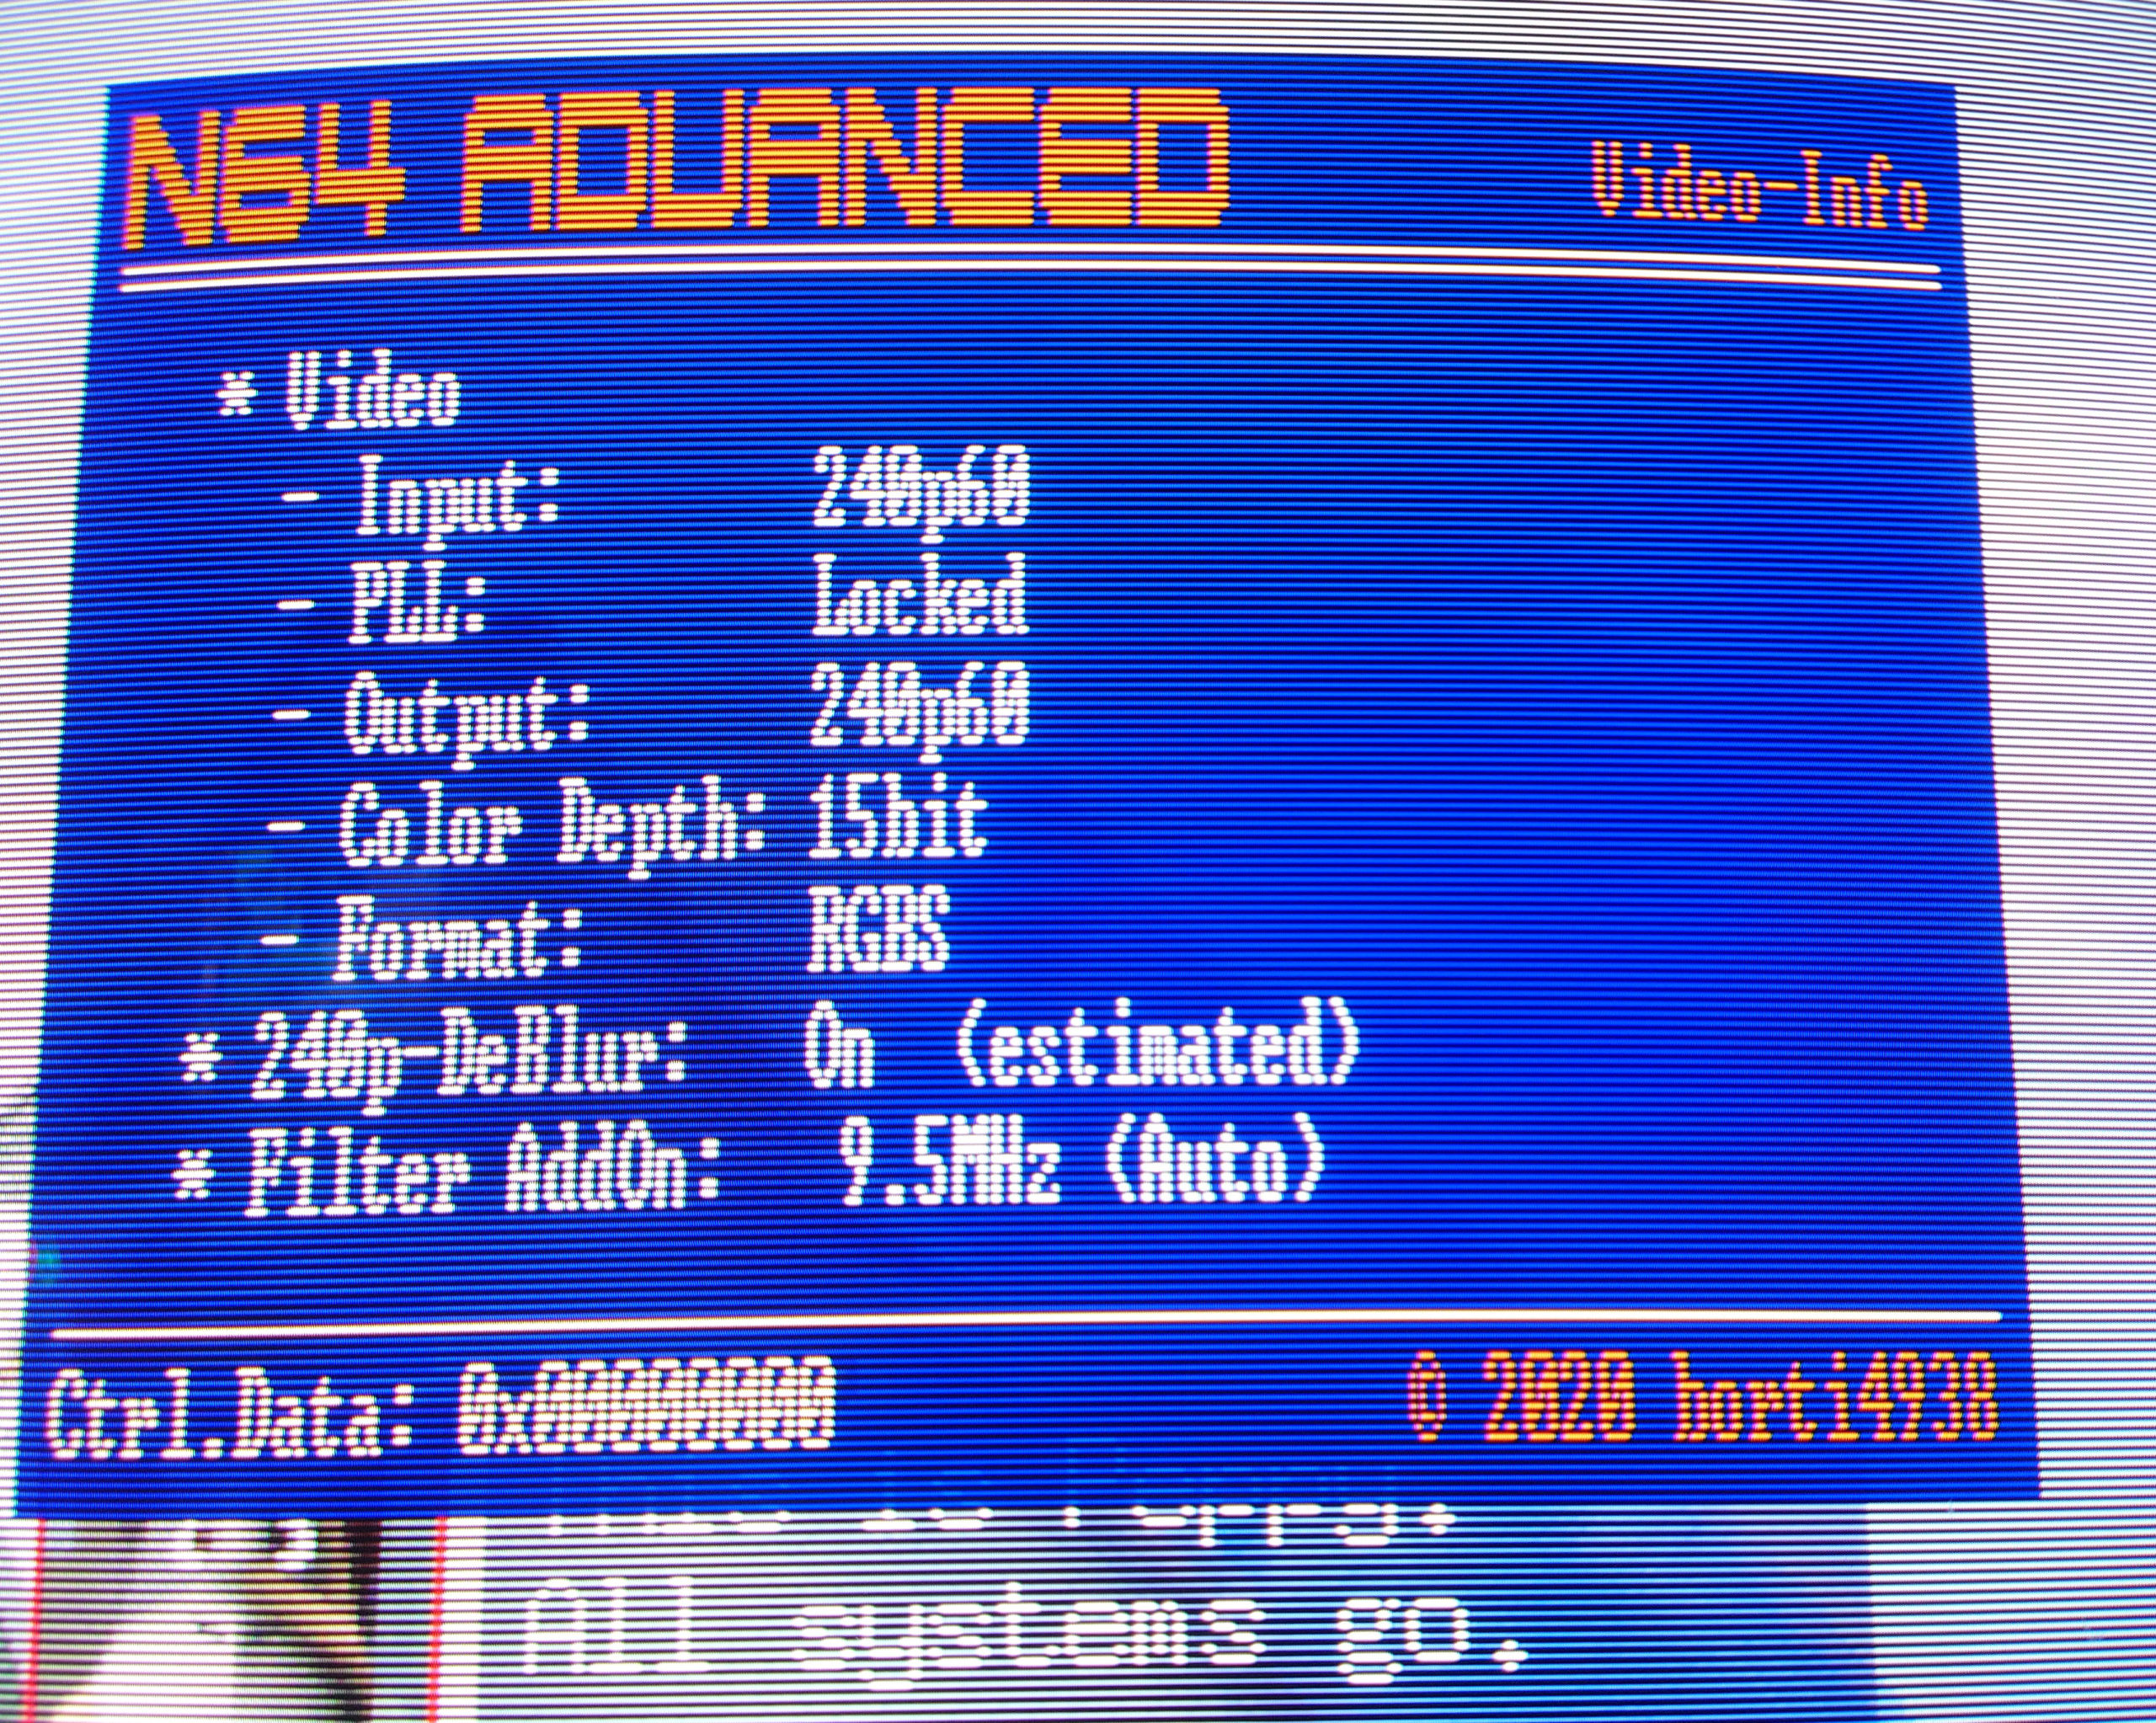 N64 ADVANCED
Video-Info
* Video
- Input: 240p60
- PLL: Locked
- Output: 240p60
- Color Depth: 15bit
- Format: RGBS
* 240p-DeBlur: On (estimated)
* Filter AddOn: 9.5MHz (Auto)
Ctrl.Data: 0x00000000
© 2020 borti4938
All systems go,